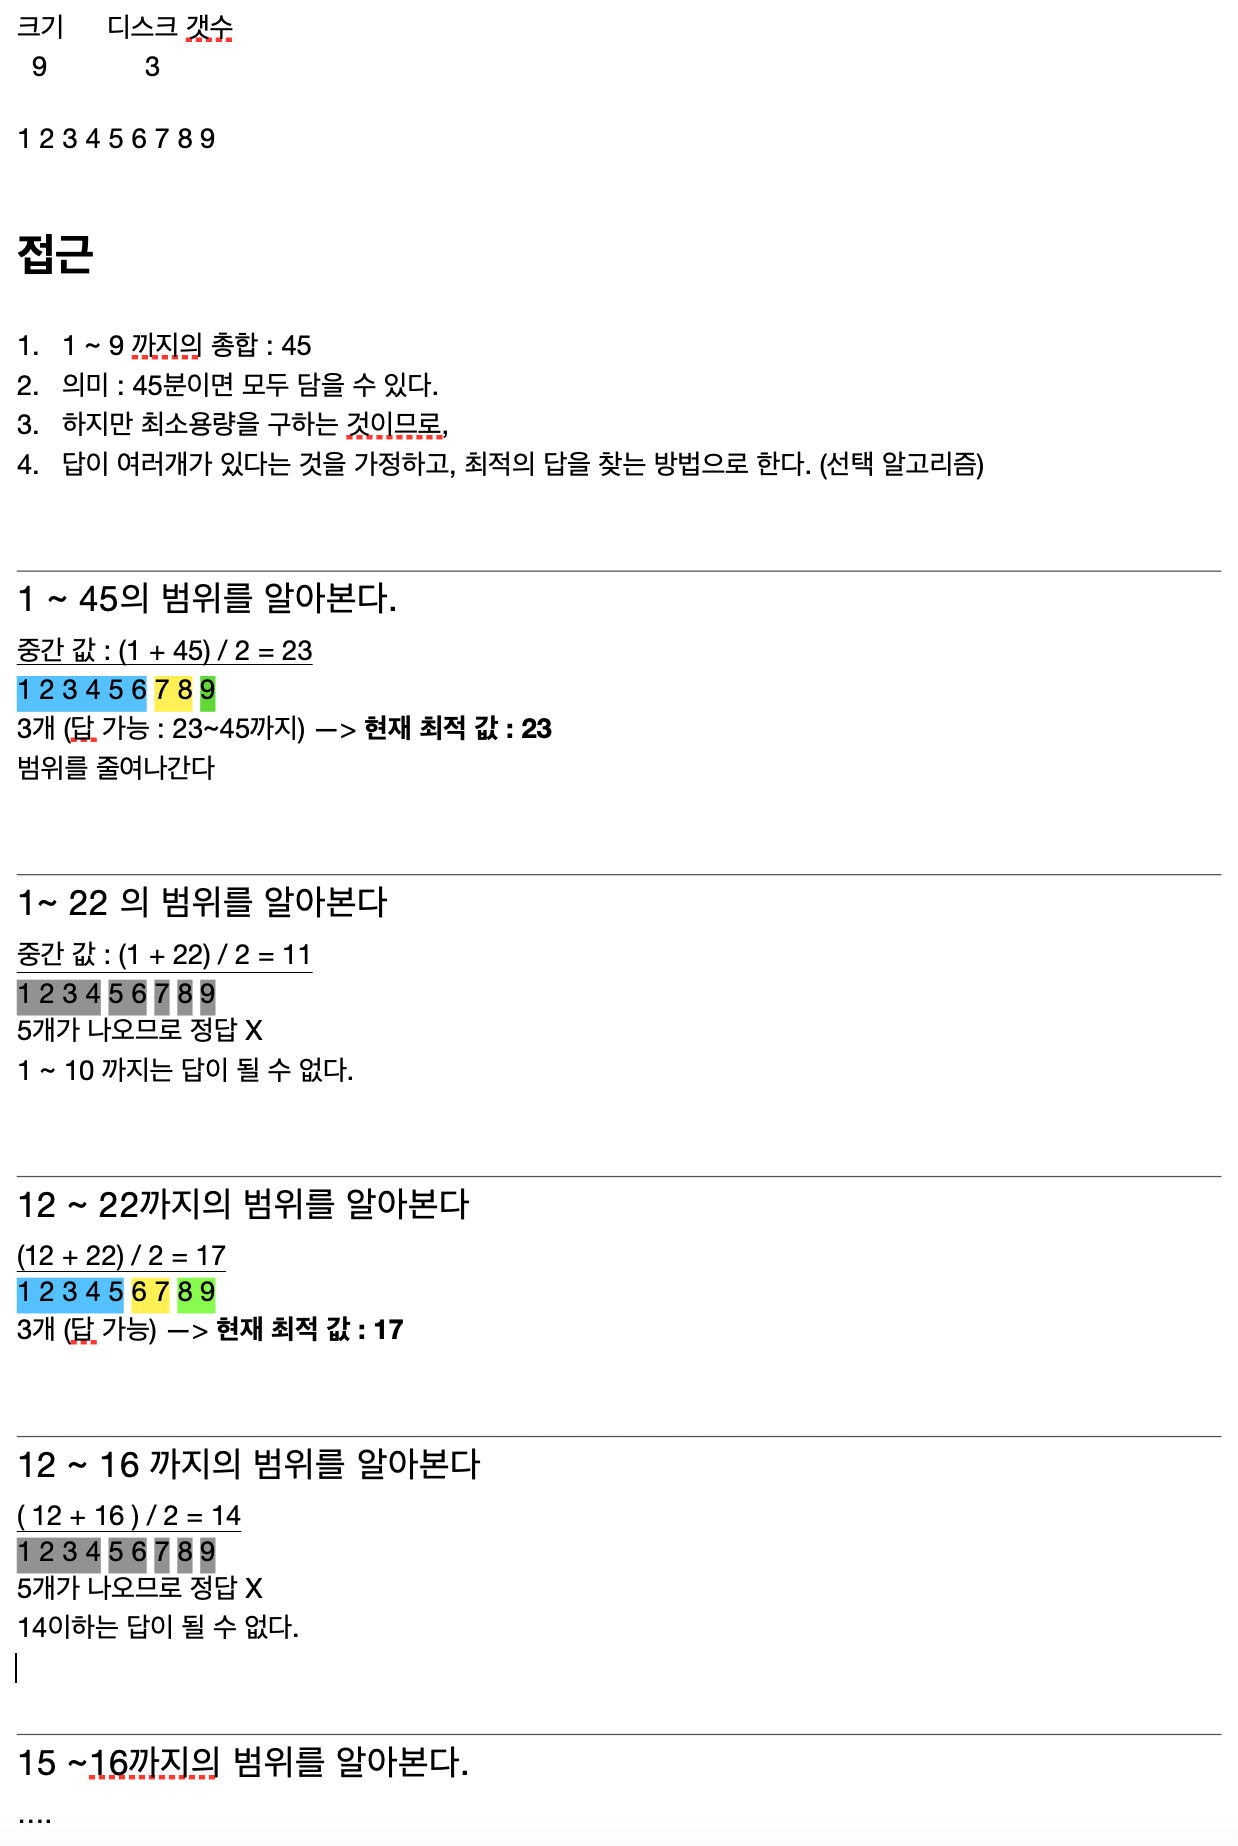 크기 디스크 갯수
9 3
1 2 3 4 5 6 7 8 9
접근
1. 1 ~ 9 까지의 총합 : 45
2. 의미 : 45분이면 모두 담을 수 있다.
3. 하지만 최소용량을 구하는 것이므로,
4. 답이 여러개가 있다는 것을 가정하고, 최적의 답을 찾는 방법으로 한다. (선택 알고리즘)
1 ~ 45의 범위를 알아본다.
중간 값 : (1 + 45) / 2 = 23
1 2 3 4 5 6 7 8 9
3개 (답 가능 : 23~45까지) —> 현재 최적 값 : 23
범위를 줄여나간다
1~ 22 의 범위를 알아본다
중간 값 : (1 + 22) / 2 = 11
1 2 3 4 5 6 7 8 9
5개가 나오므로 정답 X
1 ~ 10 까지는 답이 될 수 없다.
12 ~ 22까지의 범위를 알아본다
(12 + 22) / 2 = 17
1 2 3 4 5 6 7 8 9
3개 (답 가능) —> 현재 최적 값 : 17
12 ~ 16 까지의 범위를 알아본다
( 12 + 16 ) / 2 = 14
1 2 3 4 5 6 7 8 9
5개가 나오므로 정답 X
14이하는 답이 될 수 없다.
15 ~16까지의 범위를 알아본다.
....